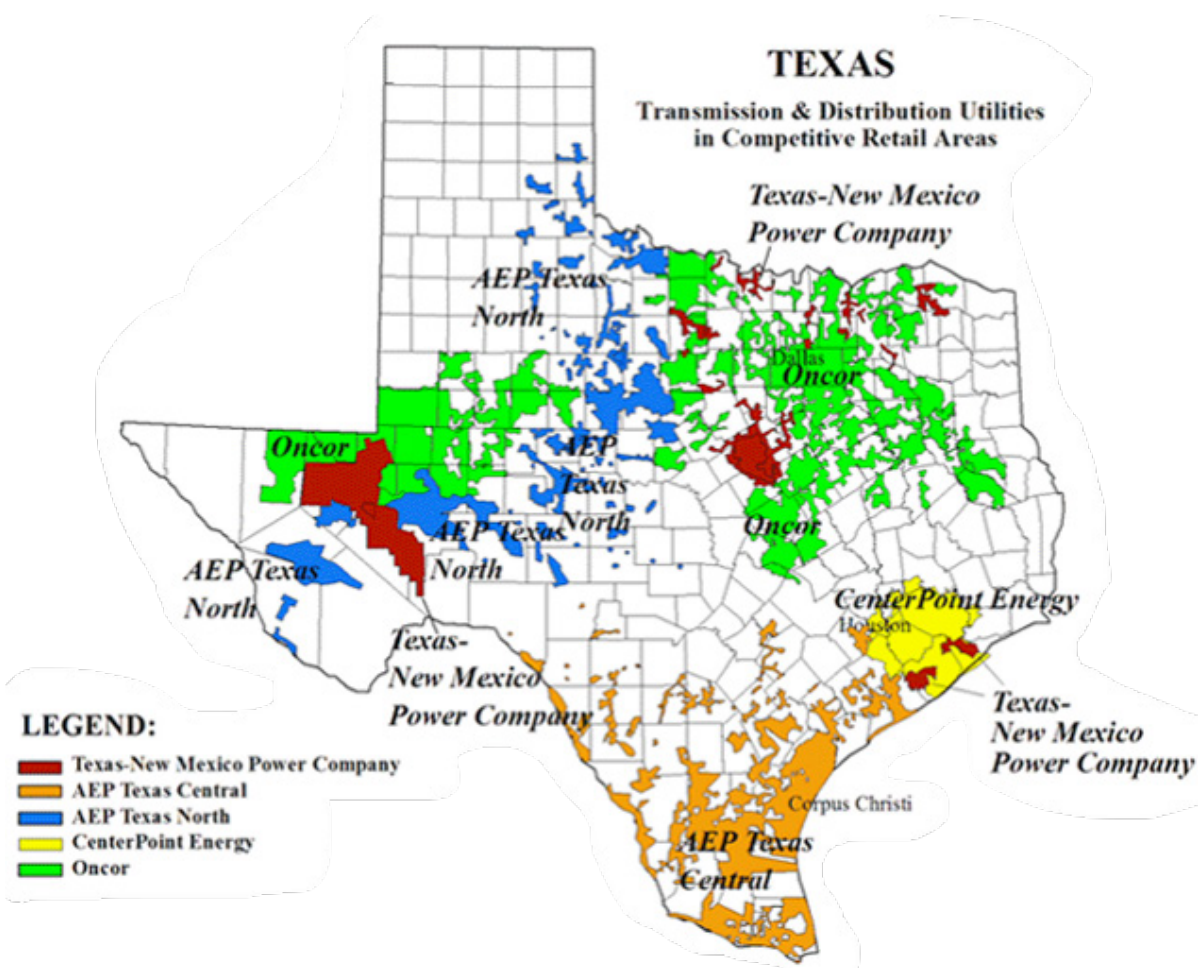 TEXAS
Transmission & Distribution Utilities
in Competitive Retail Areas
Texas-New Mexico
Power Company
AEP Texas
North
Dallas
Oncor
Oncor
AEP
Texas
North
Oncor
AEP Texas
North
AEP Texas
North
CenterPoint Energy
Houston
Texas-
New Mexico
Power Company
Texas-
New Mexico
Power Company
LEGEND:
Texas-New Mexico Power Company
AEP Texas Central
AEP Texas North
CenterPoint Energy
Oncor
Corpus Christi
AEP Texas
Central